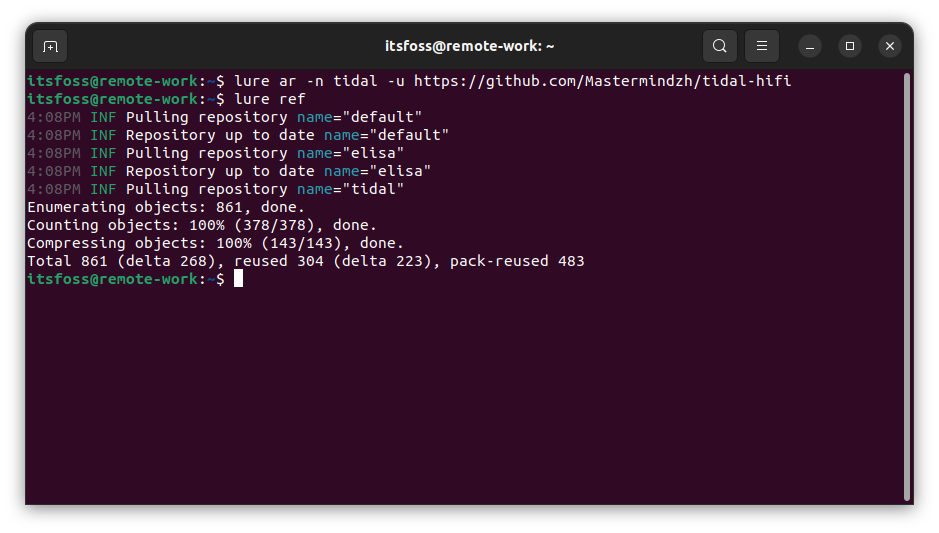 itsfoss@remote-work: ~
itsfoss@remote-work:~$ lure ar -n tidal -u https://github.com/Mastermindzh/tidal-hifi
itsfoss@remote-work:~$ lure ref
4:08PM INF Pulling repository name="default"
4:08PM INF Repository up to date name="default"
4:08PM INF Pulling repository name="elisa"
4:08PM INF Repository up to date name="elisa"
4:08PM INF Pulling repository name="tidal"
Enumerating objects: 861, done.
Counting objects: 100% (378/378), done.
Compressing objects: 100% (143/143), done.
Total 861 (delta 268), reused 304 (delta 223), pack-reused 483
itsfoss@remote-work:~$